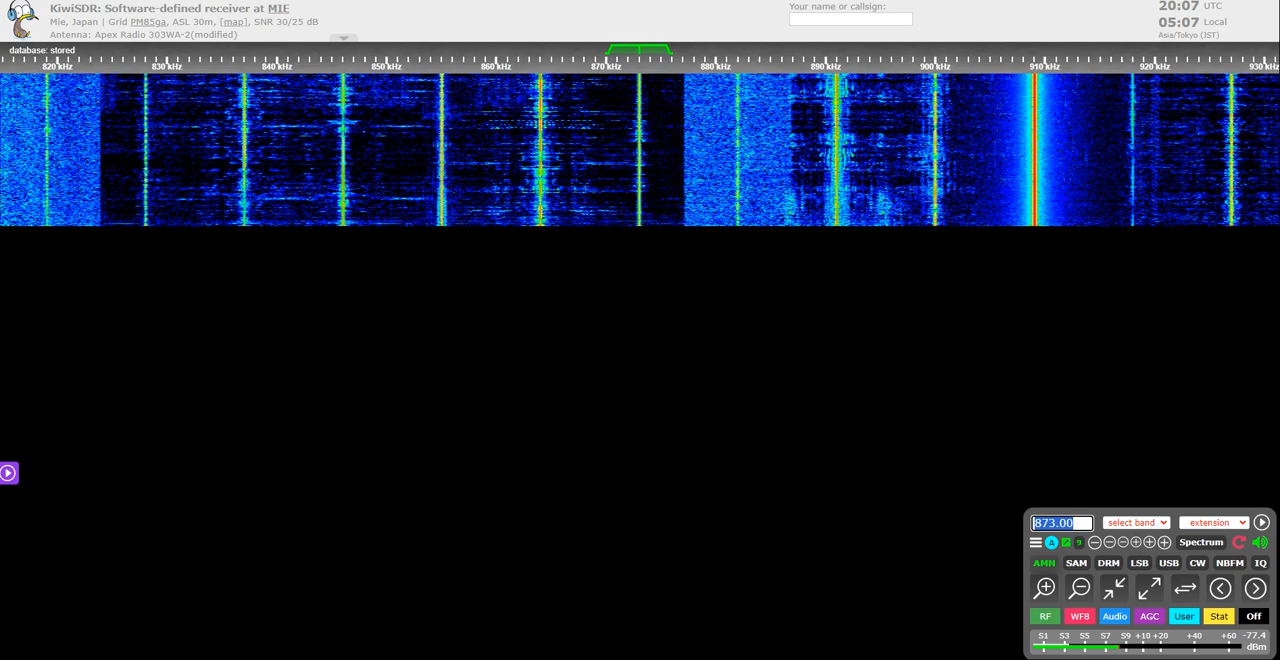 KiwiSDR: Software-defined receiver at MIE
Mie, Japan | Grid PM85ga, ASL 30m, [map], SNR 30/25 dB
Antenna: Apex Radio 303WA-2(modified)
Your name or callsign:
20:07 UTC
05:07 Local
Asia/Tokyo (JST)
database: stored
820 kHz 830 kHz 840 kHz 850 kHz 860 kHz 870 kHz 880 kHz 890 kHz 900 kHz 910 kHz 920 kHz 930 kHz
873.00 select band extension
A 9 Spectrum
AMN SAM DRM LSB USB CW NBFM IQ
RF WF8 Audio AGC User Stat Off
S1 S3 S5 S7 S9 +10 +20 +40 +60 -77.4
dBm